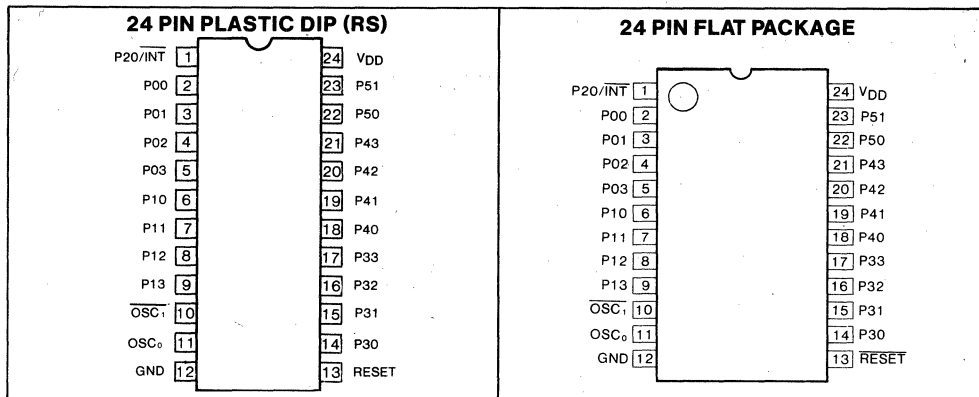 24 PIN PLASTIC DIP (RS)
P20/INT 1 24 VDD
P00 2 23 P51
P01 3 22 P50
P02 4 21 P43
P03 5 20 P42
P10 6 19 P41
P11 7 18 P40
P12 8 17 P33
P13 9 16 P32
OSC₁ 10 15 P31
OSC₀ 11 14 P30
GND 12 13 RESET
24 PIN FLAT PACKAGE
P20/INT 1 24 VDD
P00 2 23 P51
P01 3 22 P50
P02 4 21 P43
P03 5 20 P42
P10 6 19 P41
P11 7 18 P40
P12 8 17 P33
P13 9 16 P32
OSC₁ 10 15 P31
OSC₀ 11 14 P30
GND 12 13 RESET